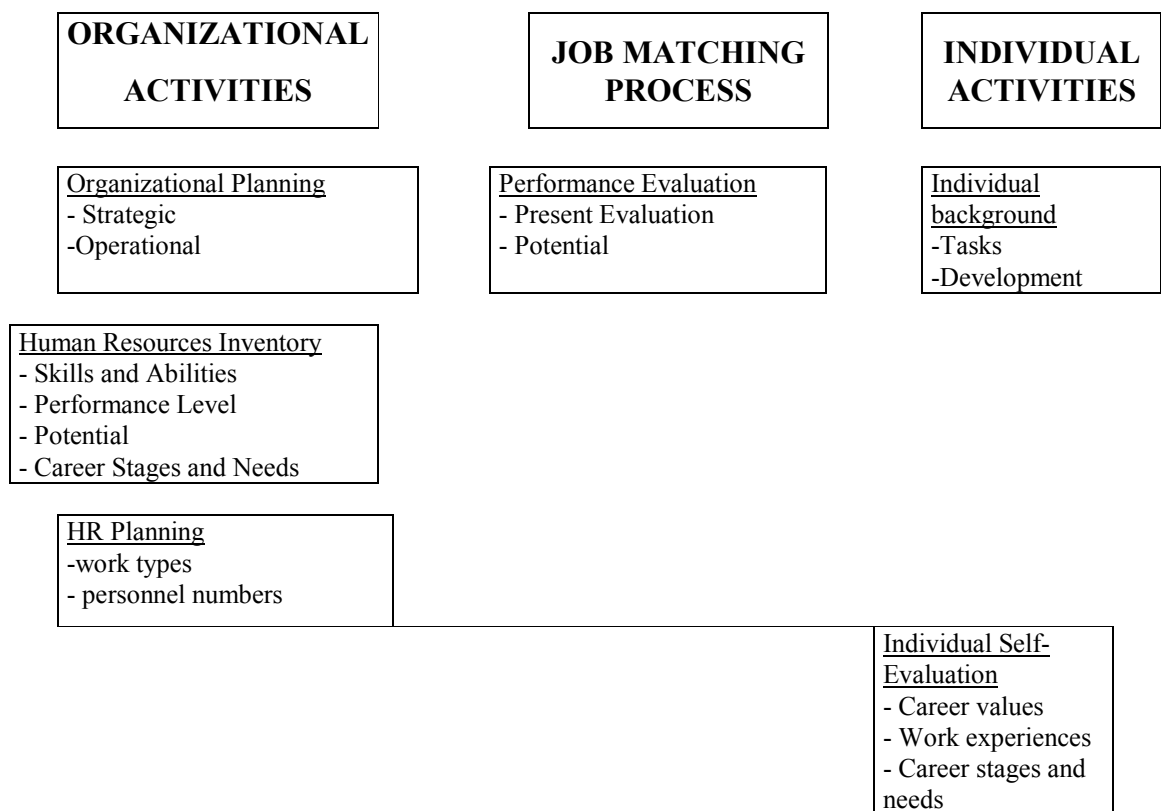 ORGANIZATIONAL
ACTIVITIES
JOB MATCHING
PROCESS
INDIVIDUAL
ACTIVITIES
Organizational Planning
- Strategic
-Operational
Performance Evaluation
- Present Evaluation
- Potential
Individual
background
-Tasks
-Development
Human Resources Inventory
- Skills and Abilities
- Performance Level
- Potential
- Career Stages and Needs
HR Planning
-work types
- personnel numbers
Individual Self-
Evaluation
- Career values
- Work experiences
- Career stages and
needs